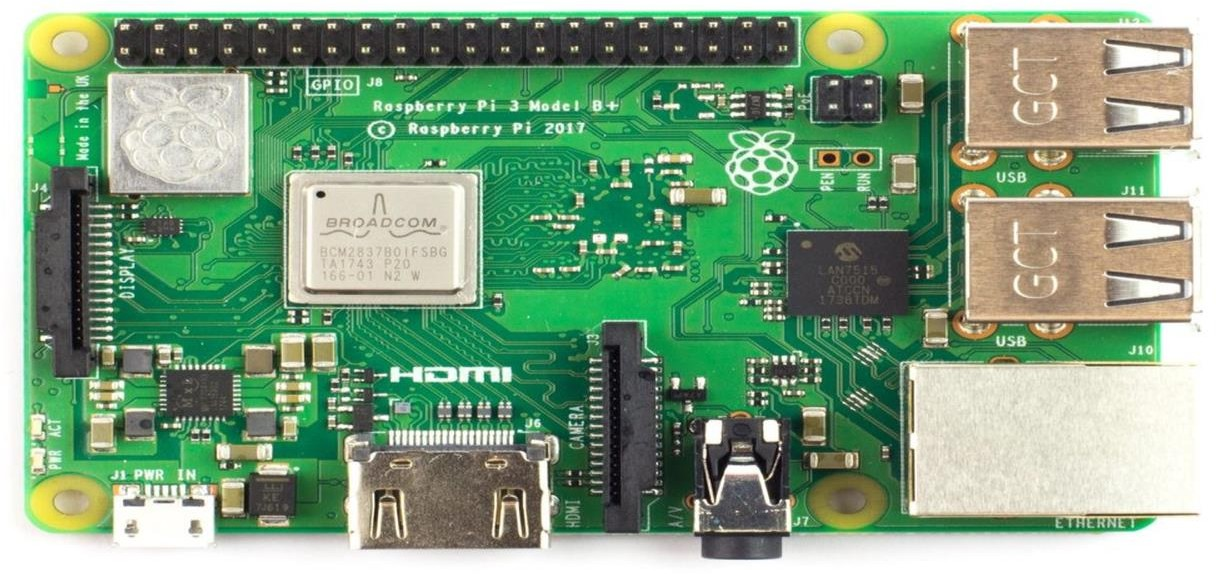 GPIO J8
Raspberry Pi 3 Model B+
© Raspberry Pi 2017
Made in the UK
J4
DISPLAY
BROADCOM
BCM2837B0IFSBG
TA1743 P20
166-01 N2 W
PoE
PEN
RUN
GCT
USB
J11
GCT
USB
J10
LAN7515
ATCCN
1738TDM
HDMI
J3
CAMERA
J6
HDMI
A/V
J7
ETHERNET
ACT
PWR
J1 PWR IN